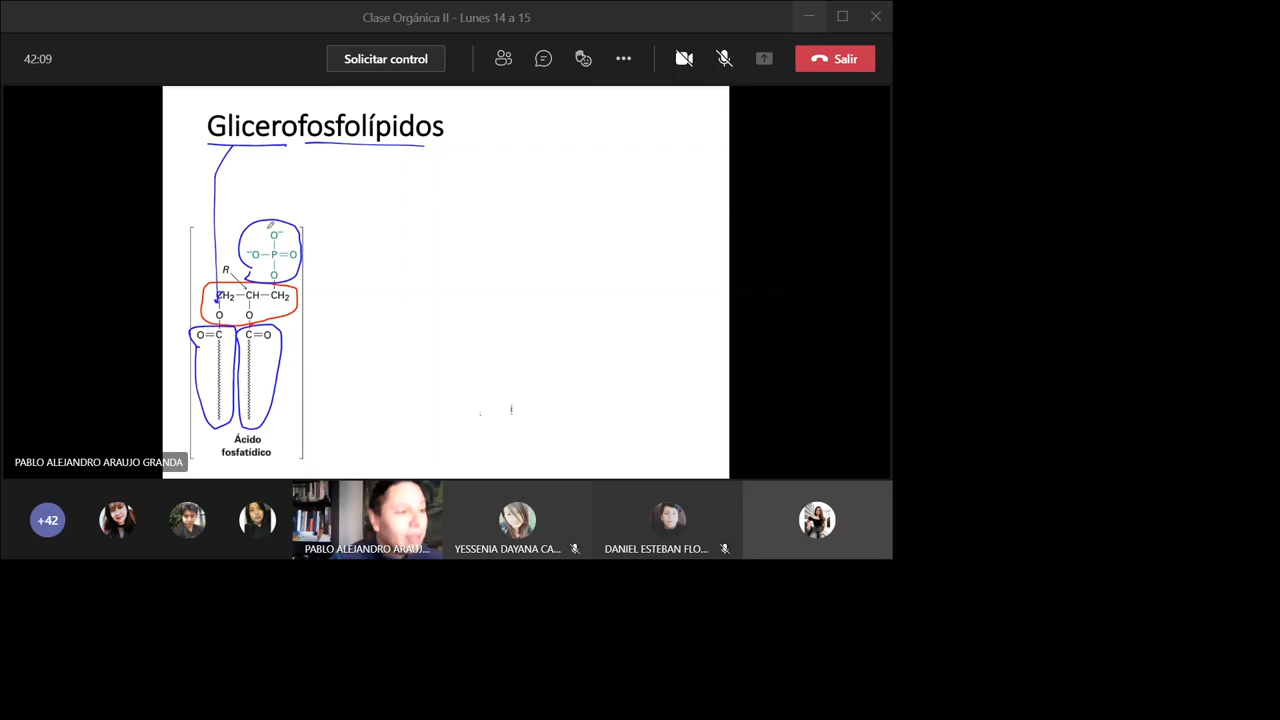 Clase Orgánica II - Lunes 14 a 15
42:09
Solicitar control
Salir
Glicerofosfolípidos
O⁻
⁻O—P=O
O
R
CH₂—CH—CH₂
O O
O=C C=O
Ácido
fosfatídico
PABLO ALEJANDRO ARAUJO GRANDA
+42
PABLO ALEJANDRO ARAUJ...
YESSENIA DAYANA CA...
DANIEL ESTEBAN FLO...